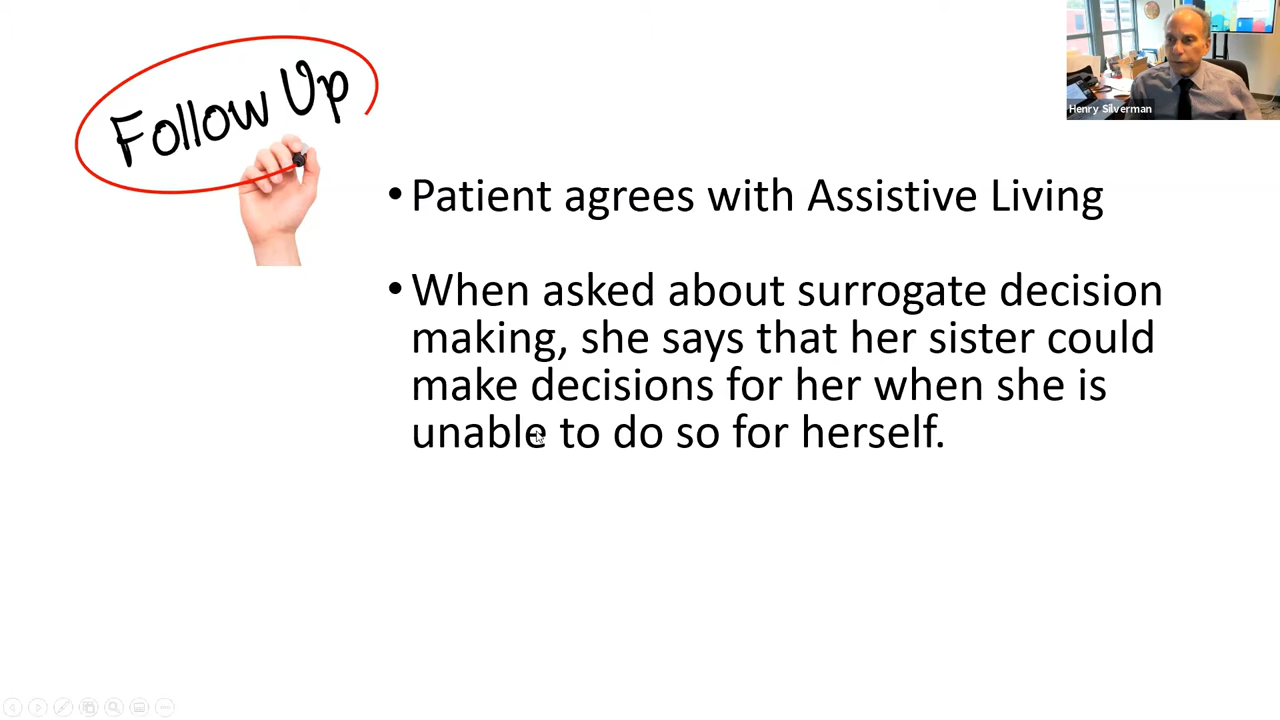 Follow Up
Henry Silverman
•Patient agrees with Assistive Living
•When asked about surrogate decision
making, she says that her sister could
make decisions for her when she is
unable to do so for herself.